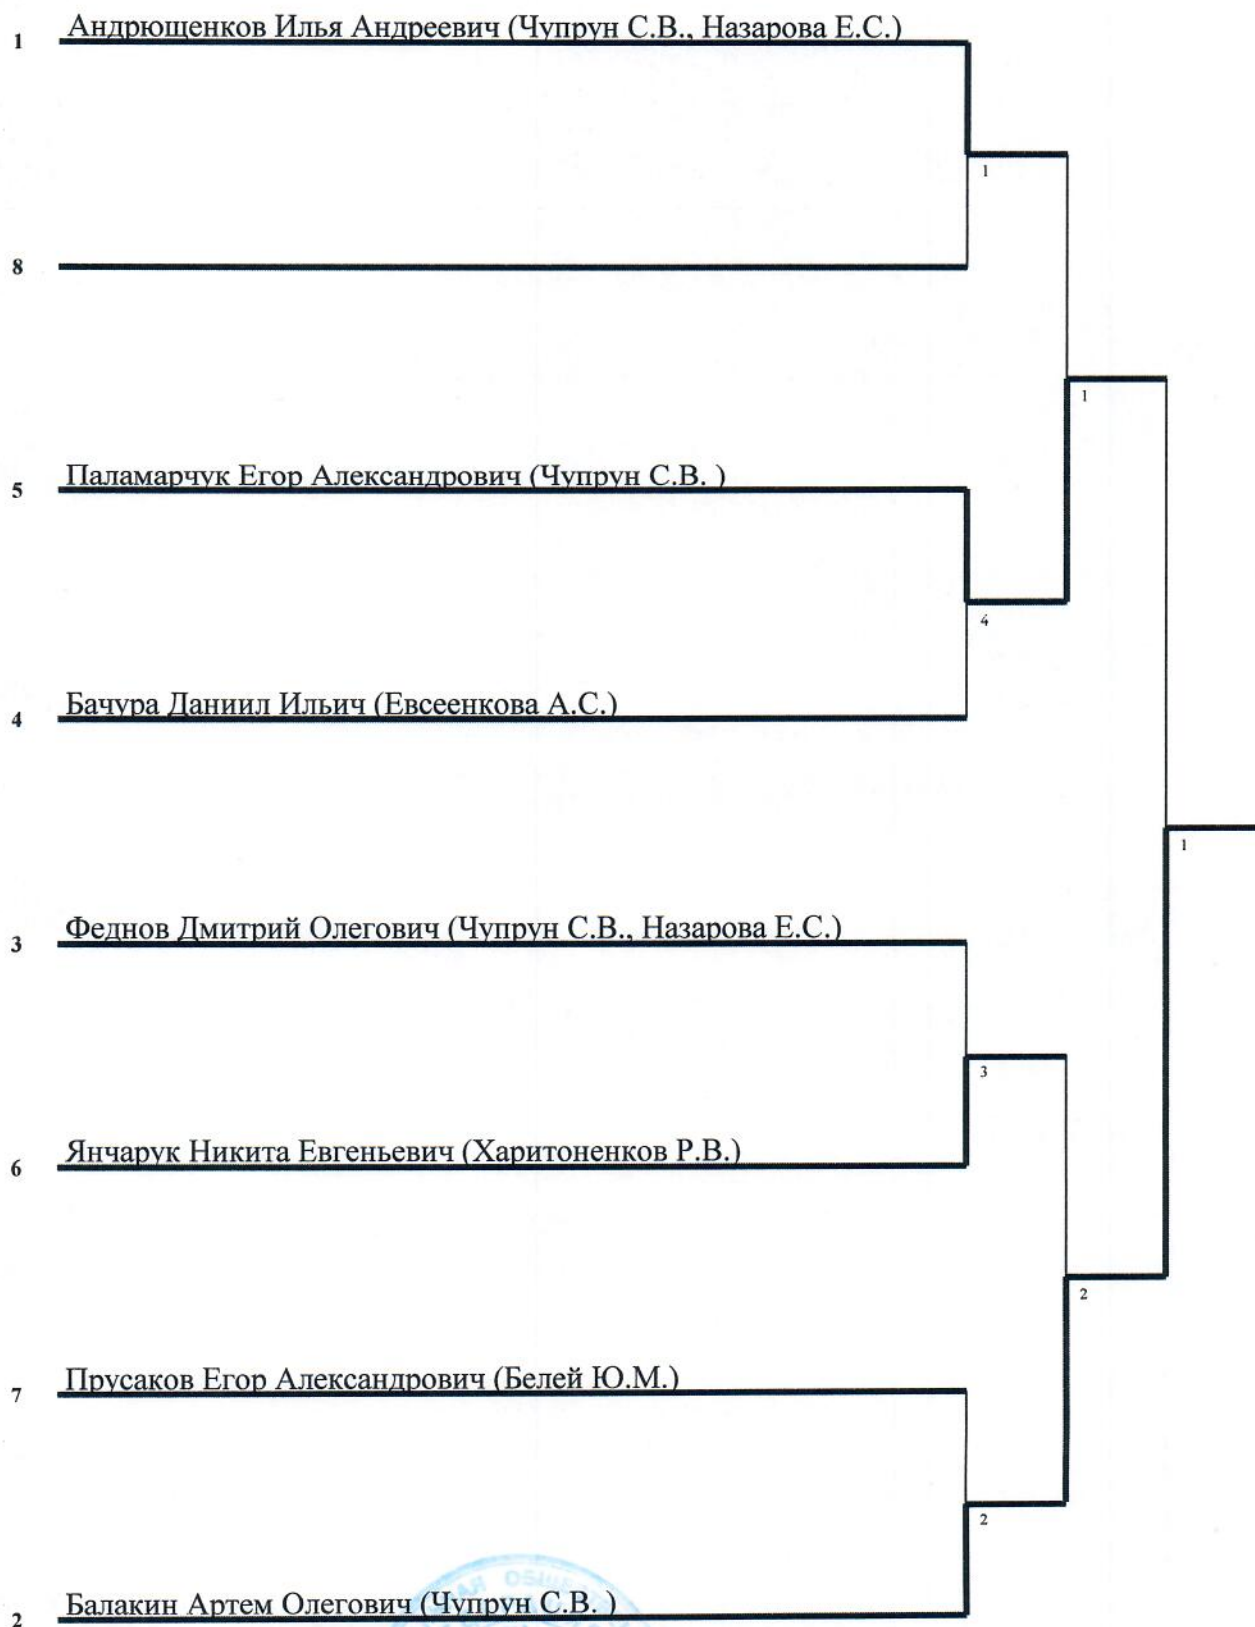 1 Андрющенков Илья Андреевич (Чупрун С.В., Назарова Е.С.)
1
8
1
5 Паламарчук Егор Александрович (Чупрун С.В. )
4
4 Бачура Даниил Ильич (Евсеенкова А.С.)
1
3 Феднов Дмитрий Олегович (Чупрун С.В., Назарова Е.С.)
3
6 Янчарук Никита Евгеньевич (Харитоненков Р.В.)
2
7 Прусаков Егор Александрович (Белей Ю.М.)
2
2 Балакин Артем Олегович (Чупрун С.В. )